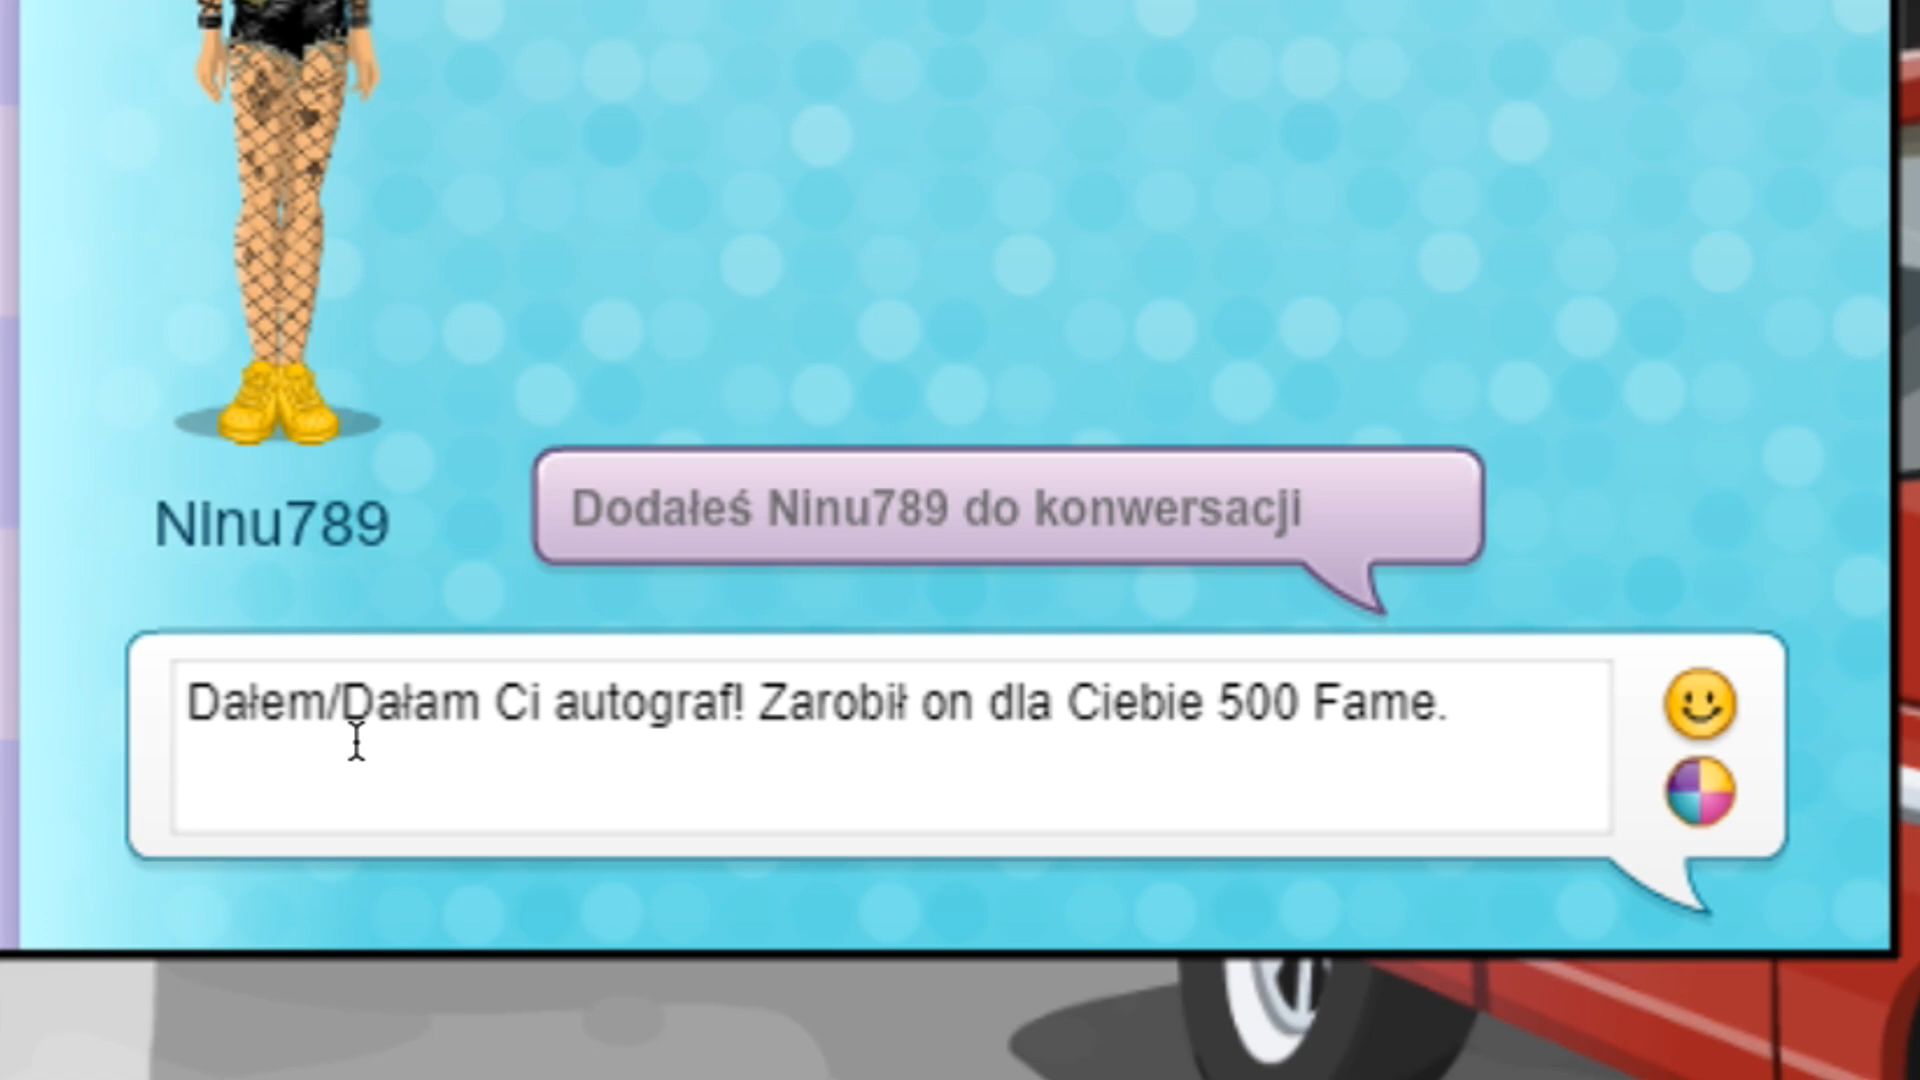 Ninu789
Dodałeś Ninu789 do konwersacji
Dałem/Dałam Ci autograf! Zarobił on dla Ciebie 500 Fame.